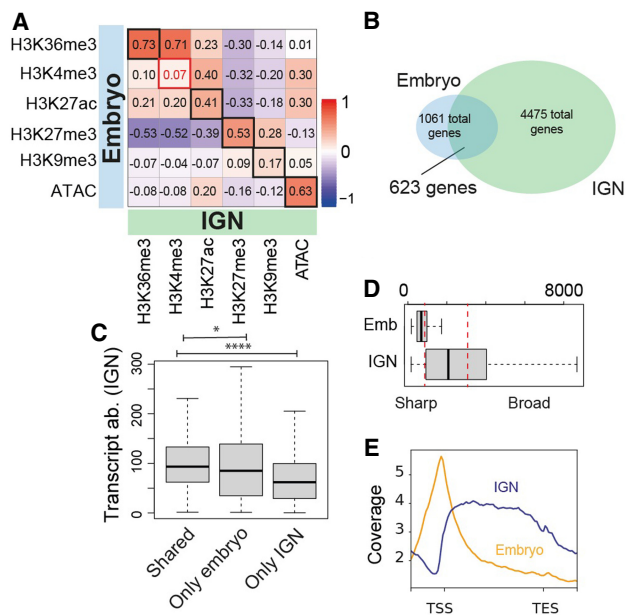 A
Embryo
H3K36me3 0.73 0.71 0.23 -0.30 -0.14 0.01
H3K4me3 0.10 0.07 0.40 -0.32 -0.20 0.30
H3K27ac 0.21 0.20 0.41 -0.33 -0.18 0.30
H3K27me3 -0.53 -0.52 -0.39 0.53 0.28 -0.13
H3K9me3 -0.07 -0.04 -0.07 0.09 0.17 0.05
ATAC -0.08 -0.08 0.20 -0.16 -0.12 0.63
IGN
H3K36me3
H3K4me3
H3K27ac
H3K27me3
H3K9me3
ATAC
1
0
-1
B
Embryo
1061 total
genes
4475 total
genes
623 genes
IGN
C
*
****
Transcript ab. (IGN)
300
200
100
0
Shared
Only embryo
Only IGN
D
0 8000
Emb
IGN
Sharp Broad
E
Coverage
5
4
3
2
IGN
Embryo
TSS TES